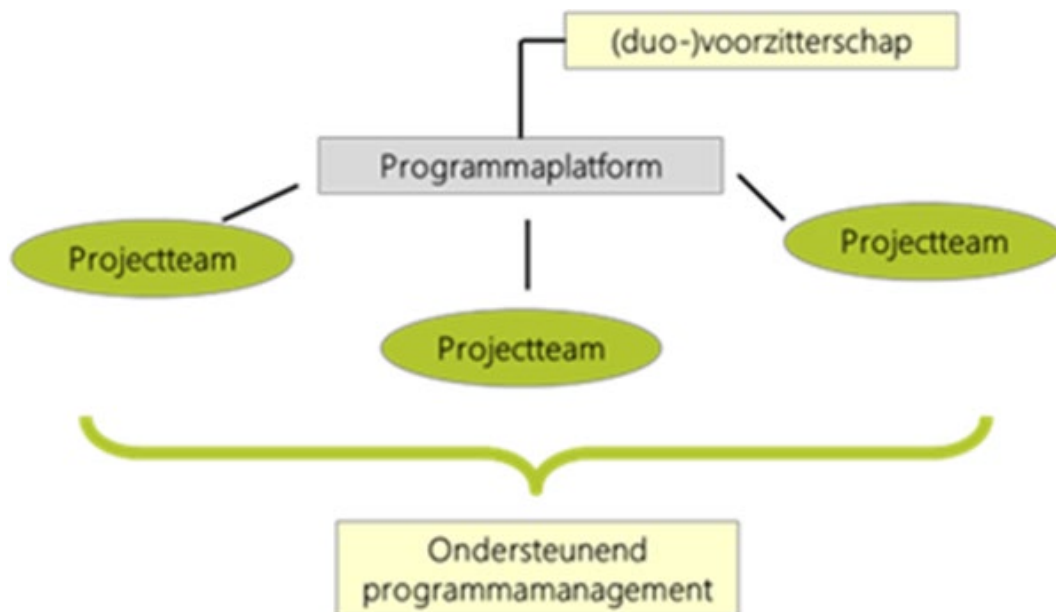 (duo-)voorzitterschap
Programmaplatform
Projectteam
Projectteam
Projectteam
Ondersteunend
programmamanagement